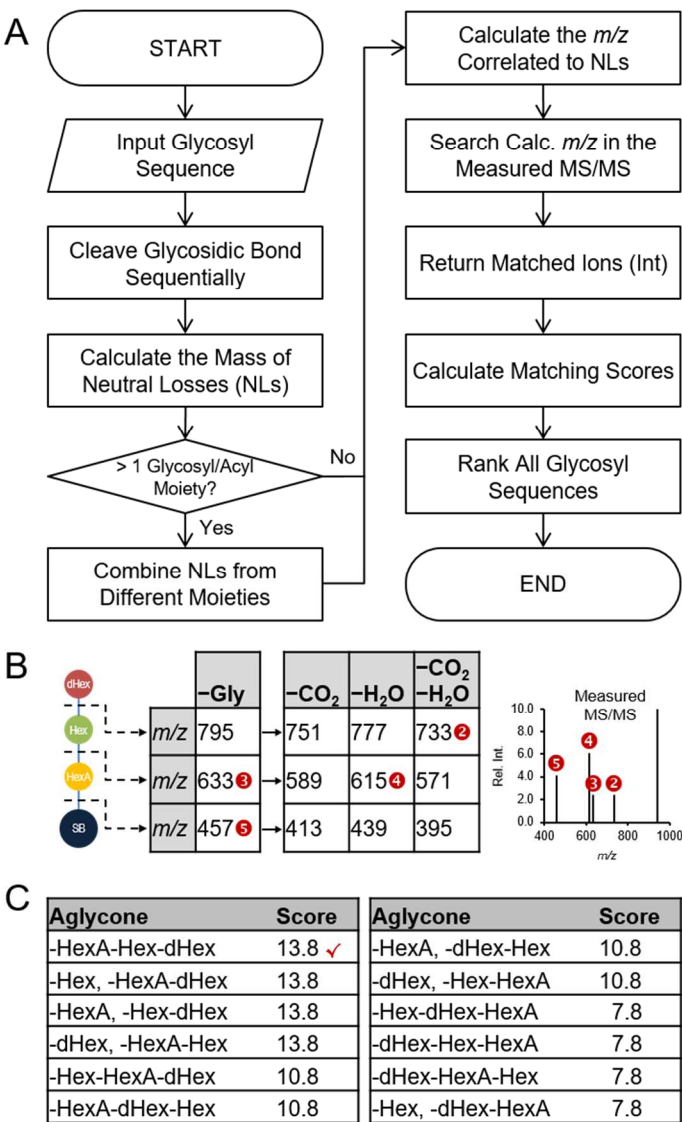 A
START
Input Glycosyl
Sequence
Cleave Glycosidic Bond
Sequentially
Calculate the Mass of
Neutral Losses (NLs)
> 1 Glycosyl/Acyl
Moiety?
No
Yes
Combine NLs from
Different Moieties
Calculate the m/z
Correlated to NLs
Search Calc. m/z in the
Measured MS/MS
Return Matched Ions (Int)
Calculate Matching Scores
Rank All Glycosyl
Sequences
END
B
dHex
Hex
HexA
SB
−Gly −CO2 −H2O −CO2 −H2O
m/z 795 751 777 733 2
m/z 633 3 589 615 4 571
m/z 457 5 413 439 395
Measured
MS/MS
Rel. Int.
10.0
8.0
6.0
4.0
2.0
0.0
5 4 3 2
400 600 800 1000
m/z
C
Aglycone Score
-HexA-Hex-dHex 13.8 ✓
-Hex, -HexA-dHex 13.8
-HexA, -Hex-dHex 13.8
-dHex, -HexA-Hex 13.8
-Hex-HexA-dHex 10.8
-HexA-dHex-Hex 10.8
Aglycone Score
-HexA, -dHex-Hex 10.8
-dHex, -Hex-HexA 10.8
-Hex-dHex-HexA 7.8
-dHex-Hex-HexA 7.8
-dHex-HexA-Hex 7.8
-Hex, -dHex-HexA 7.8